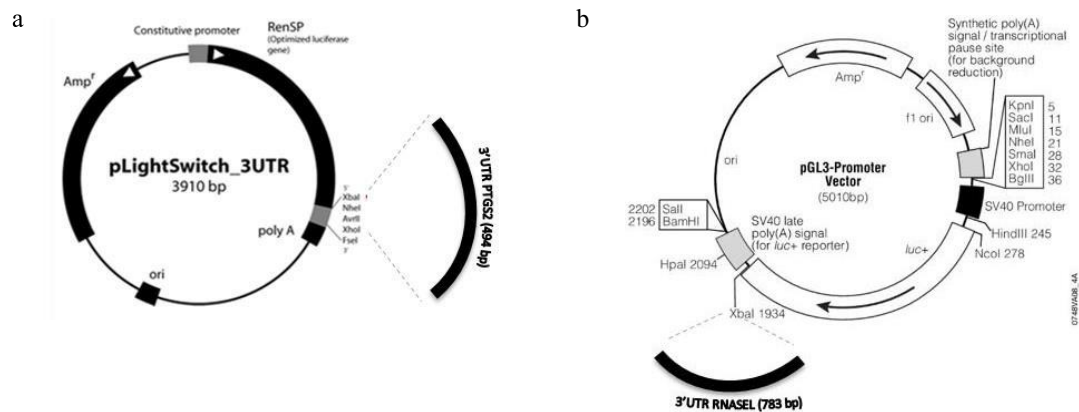 a
Constitutive promoter
RenSP
(Optimized luciferase
gene)
Ampr
pLightSwitch_3UTR
3910 bp
5'
XbaI
NheI
AvrII
XhoI
FseI
3'
poly A
ori
3'UTR PTGS2 (494 bp)
b
Synthetic poly(A)
signal / transcriptional
pause site
(for background
reduction)
Ampr
f1 ori
KpnI 5
SacI 11
MluI 15
NheI 21
SmaI 28
XhoI 32
BglII 36
ori
pGL3-Promoter
Vector
(5010bp)
SV40 Promoter
2202 SalI
2196 BamHI
SV40 late
poly(A) signal
(for luc+ reporter)
HindIII 245
NcoI 278
luc+
HpaI 2094
XbaI 1934
3'UTR RNASEL (783 bp)
0748VA08_4A